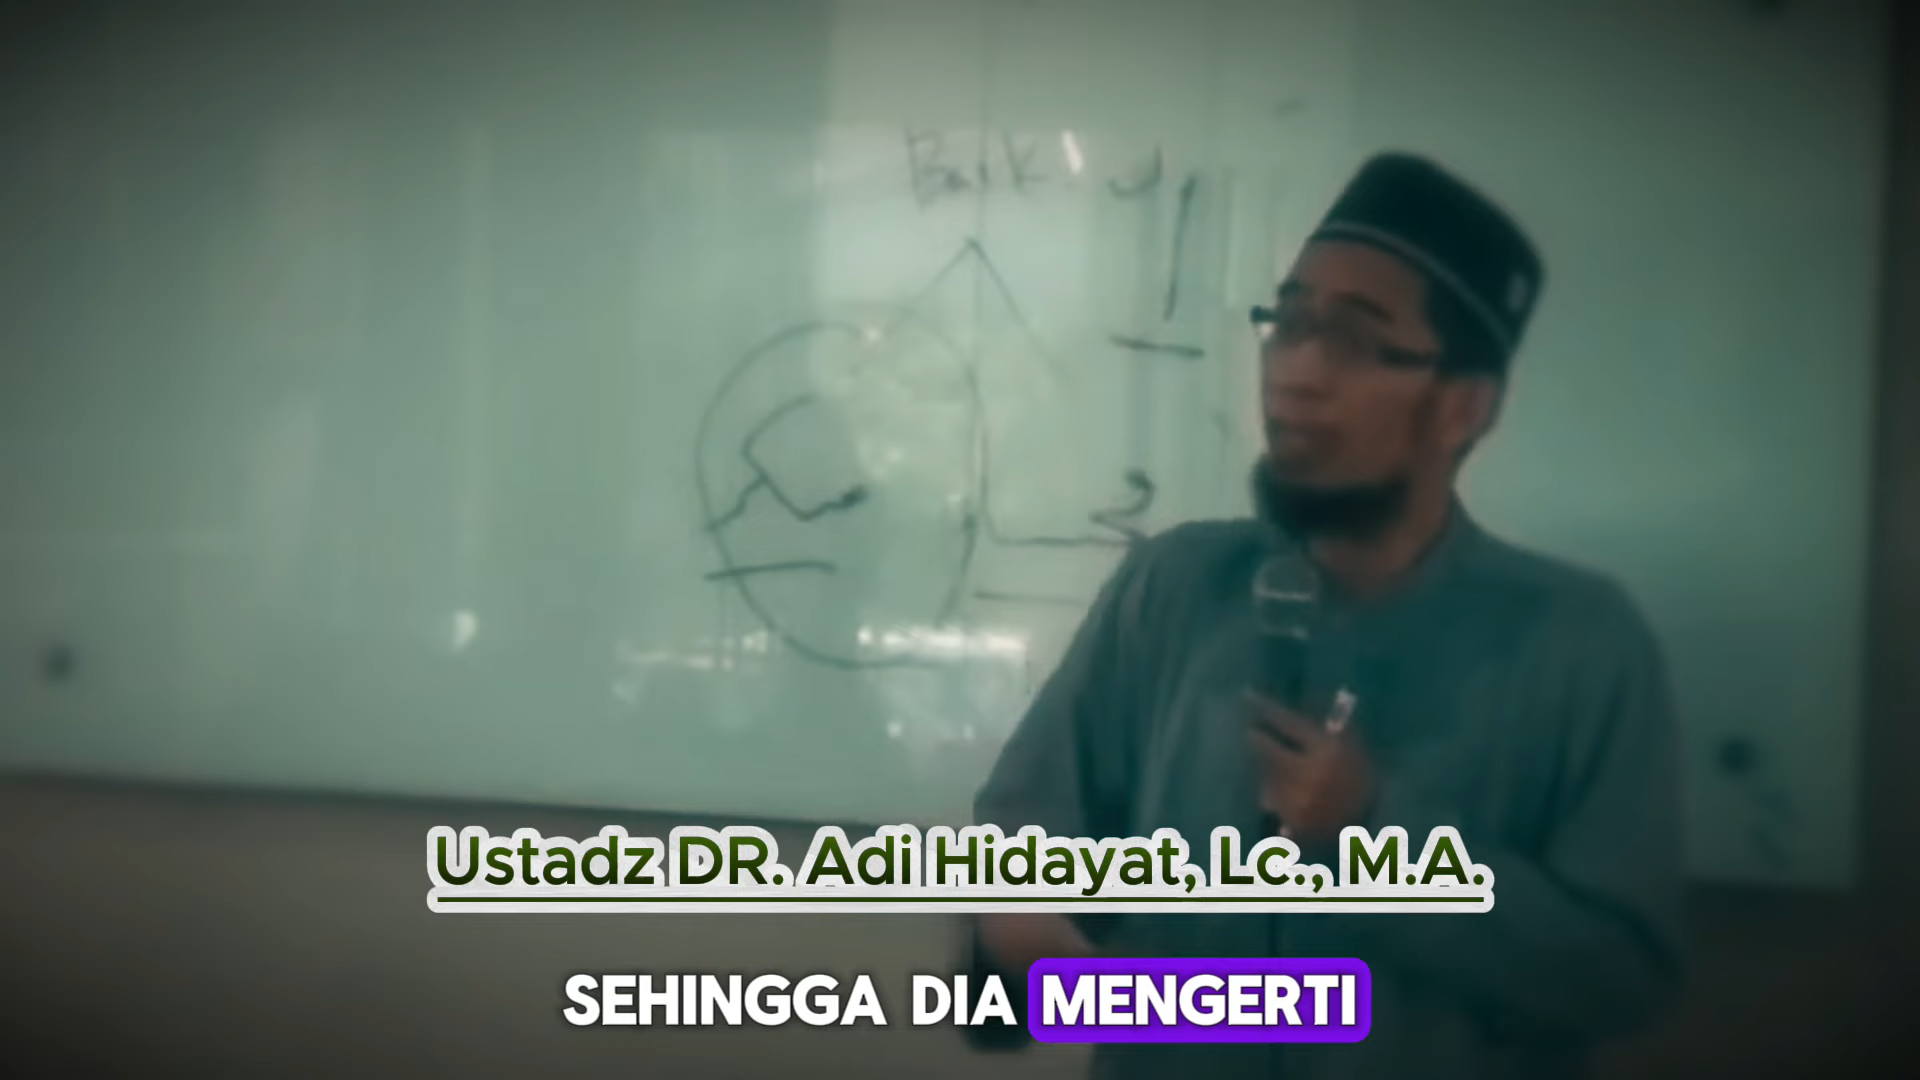 Ustadz DR. Adi Hidayat, Lc., M.A.
SEHINGGA DIA MENGERTI